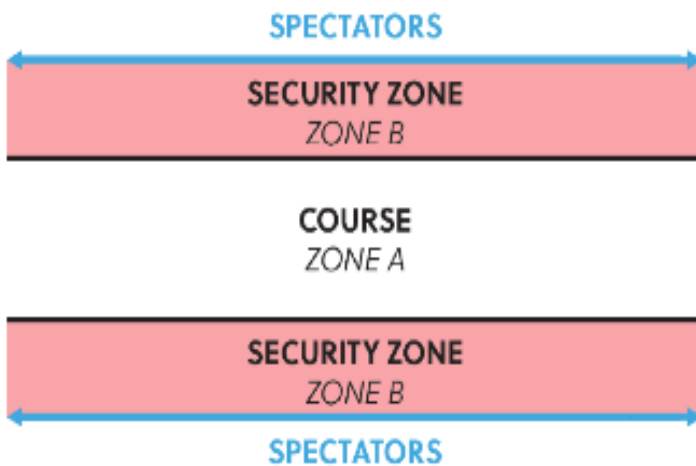 SPECTATORS
SECURITY ZONE
ZONE B
COURSE
ZONE A
SECURITY ZONE
ZONE B
SPECTATORS